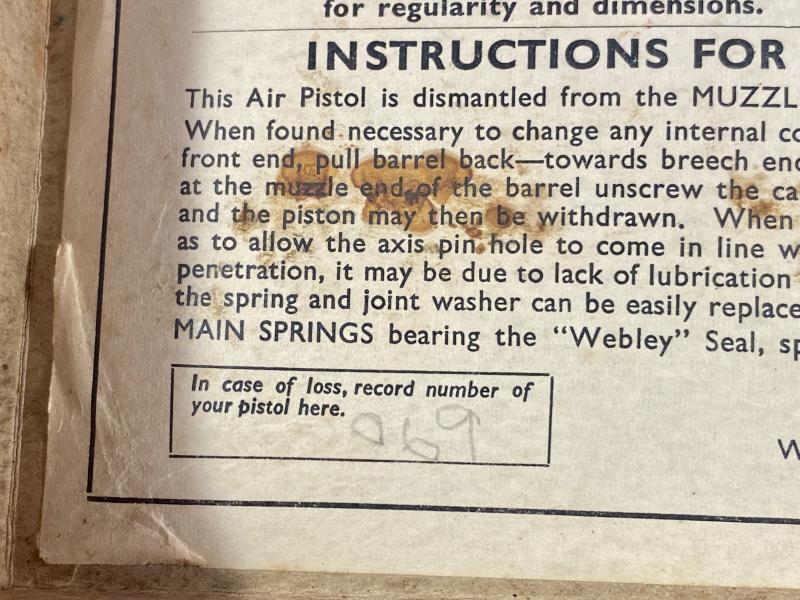 for regularity and dimensions.
INSTRUCTIONS FOR
This Air Pistol is dismantled from the MUZZL
When found necessary to change any internal co
front end, pull barrel back—towards breech end
at the muzzle end of the barrel unscrew the ca
and the piston may then be withdrawn. When
as to allow the axis pin hole to come in line w
penetration, it may be due to lack of lubrication
the spring and joint washer can be easily replace
MAIN SPRINGS bearing the “Webley” Seal, sp
In case of loss, record number of
your pistol here.
W